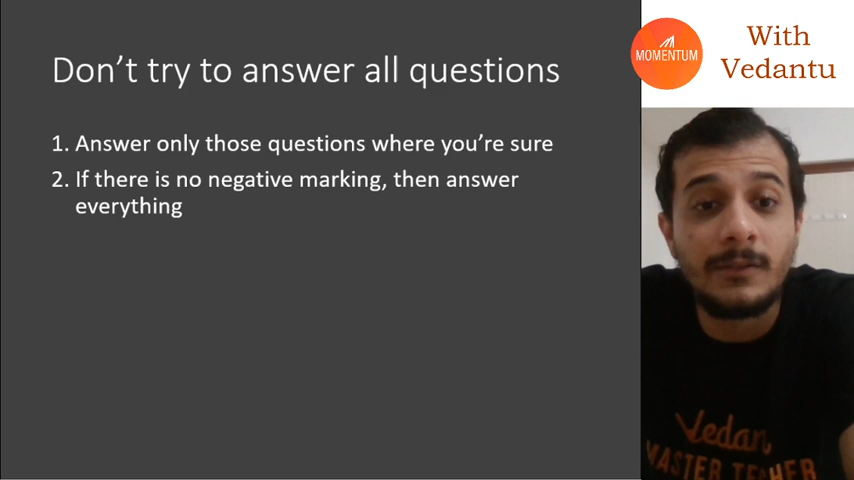 Don't try to answer all questions
1. Answer only those questions where you're sure
2. If there is no negative marking, then answer
everything
MOMENTUM
With
Vedantu
Vedan
MASTER